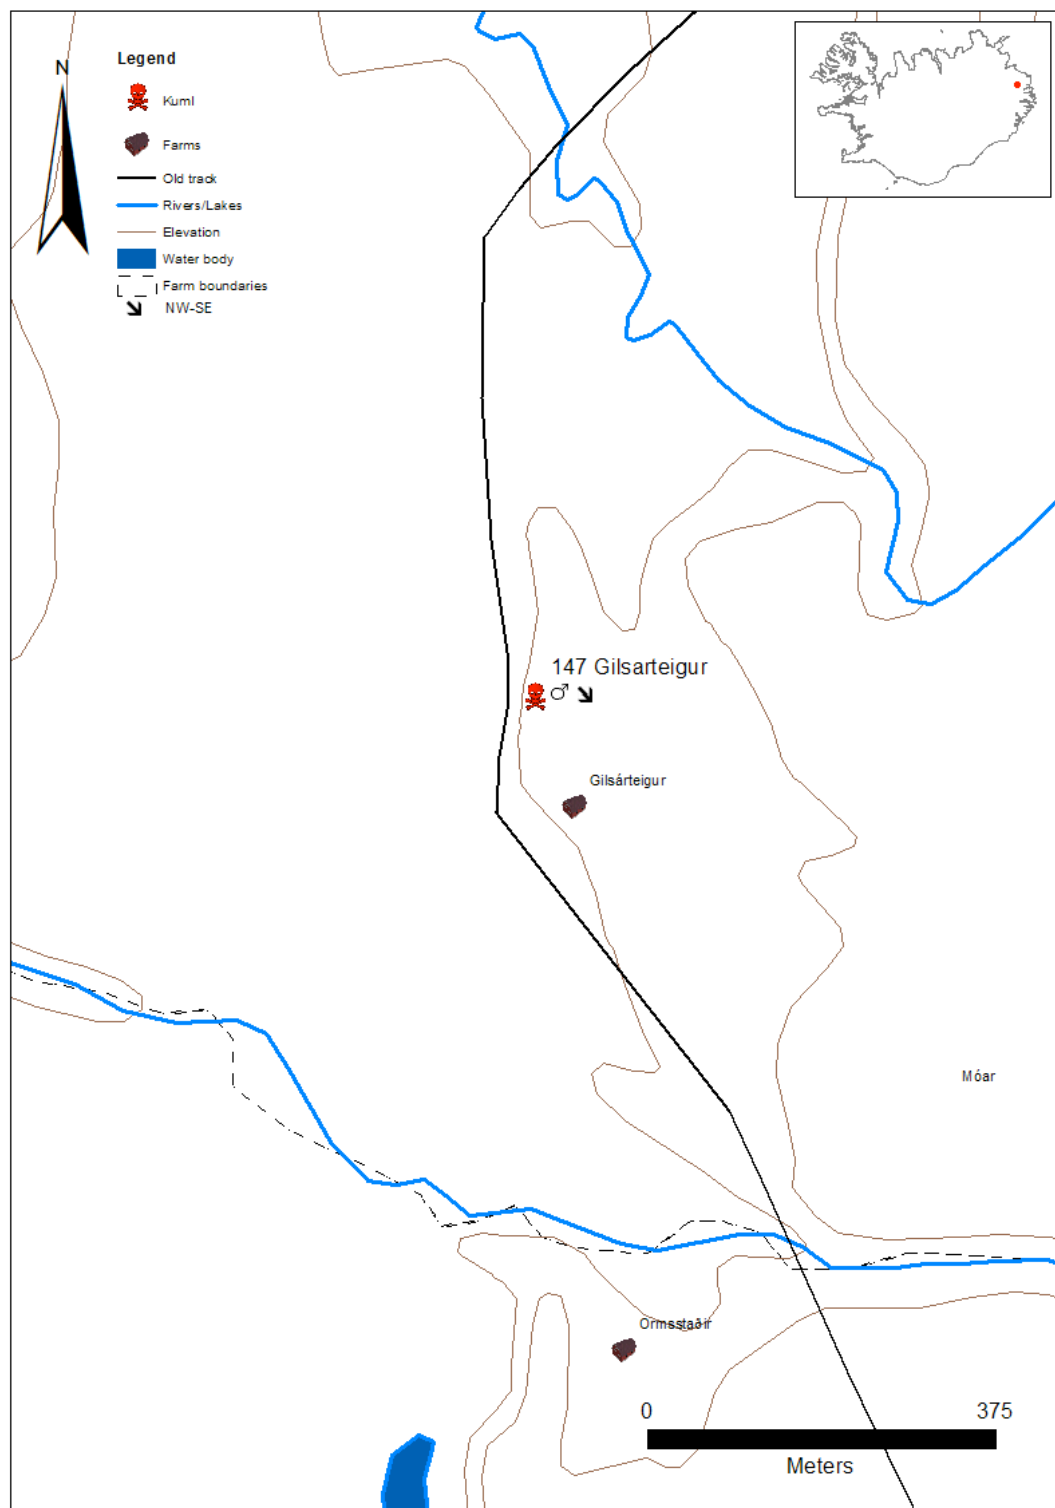 N
Legend
Kuml
Farms
Old track
Rivers/Lakes
Elevation
Water body
Farm boundaries
NW-SE
147 Gilsarteigur
Gilsárteigur
Móar
Ormsstaðir
0 375
Meters